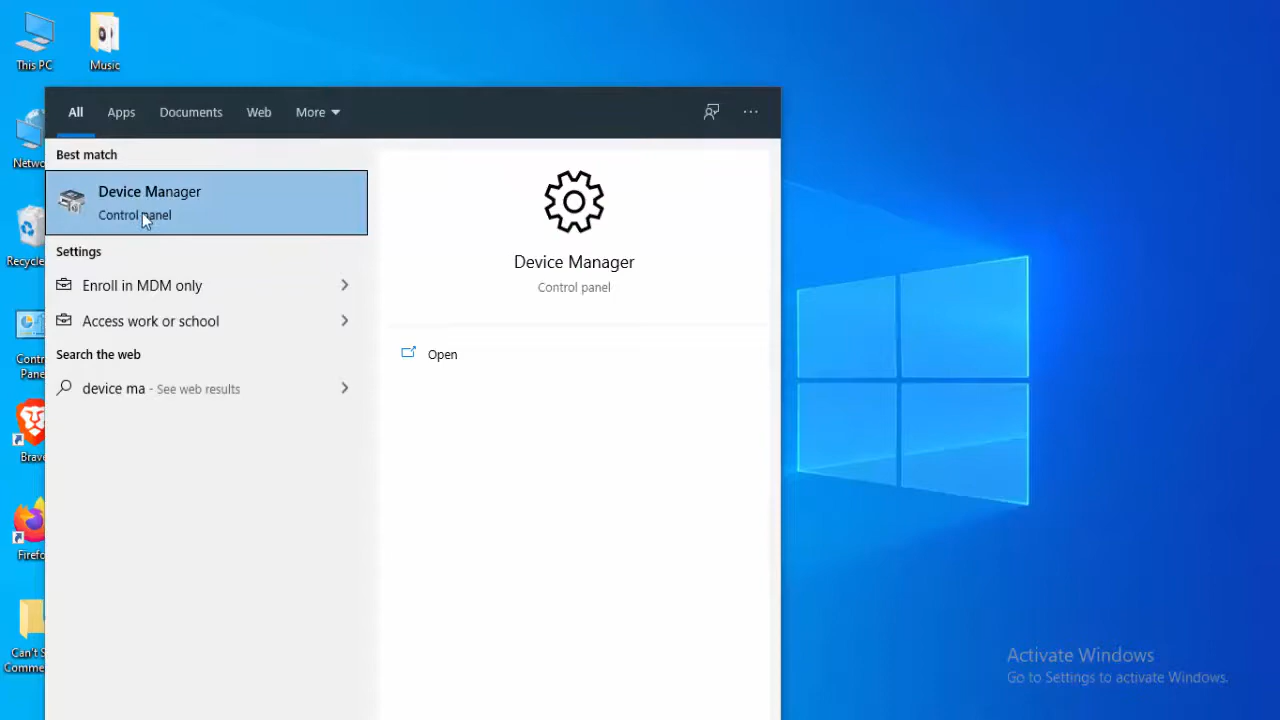 This PC
Music
All
Apps
Documents
Web
More
Best match
Device Manager
Control panel
Settings
Enroll in MDM only
Access work or school
Search the web
device ma - See web results
Device Manager
Control panel
Open
Netwo
Recycle
Contr
Pane
Brave
Firefo
Can't S
Comme
Activate Windows
Go to Settings to activate Windows.